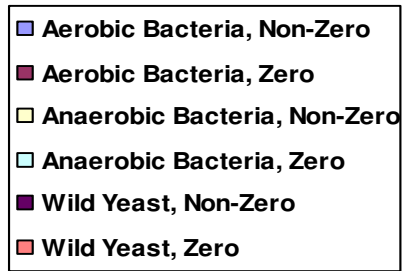 Aerobic Bacteria, Non-Zero
Aerobic Bacteria, Zero
Anaerobic Bacteria, Non-Zero
Anaerobic Bacteria, Zero
Wild Yeast, Non-Zero
Wild Yeast, Zero